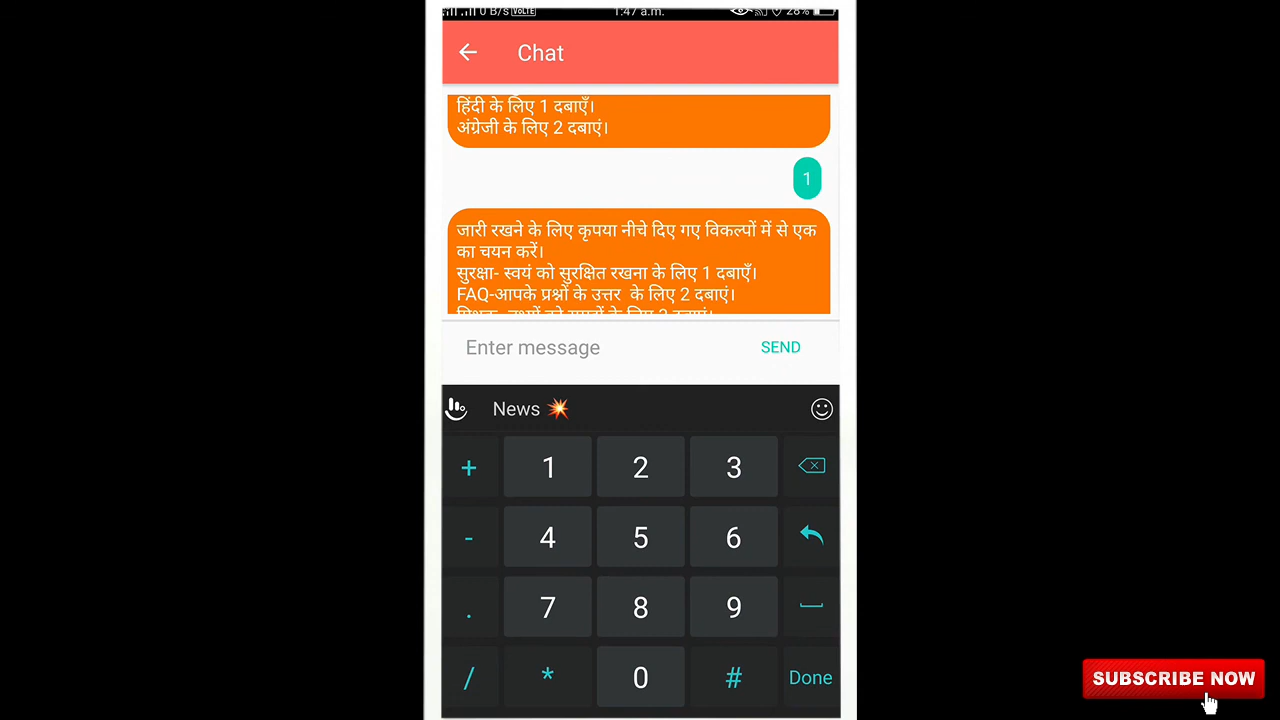 0 B/s VoLTE 1:47 a.m. 28%
Chat
हिंदी के लिए 1 दबाएँ।
अंग्रेजी के लिए 2 दबाएं।
1
जारी रखने के लिए कृपया नीचे दिए गए विकल्पों में से एक
का चयन करें।
सुरक्षा- स्वयं को सुरक्षित रखना के लिए 1 दबाएँ।
FAQ-आपके प्रश्नों के उत्तर के लिए 2 दबाएं।
Enter message SEND
News 💥
+ 1 2 3
- 4 5 6
. 7 8 9
/ * 0 # Done
SUBSCRIBE NOW